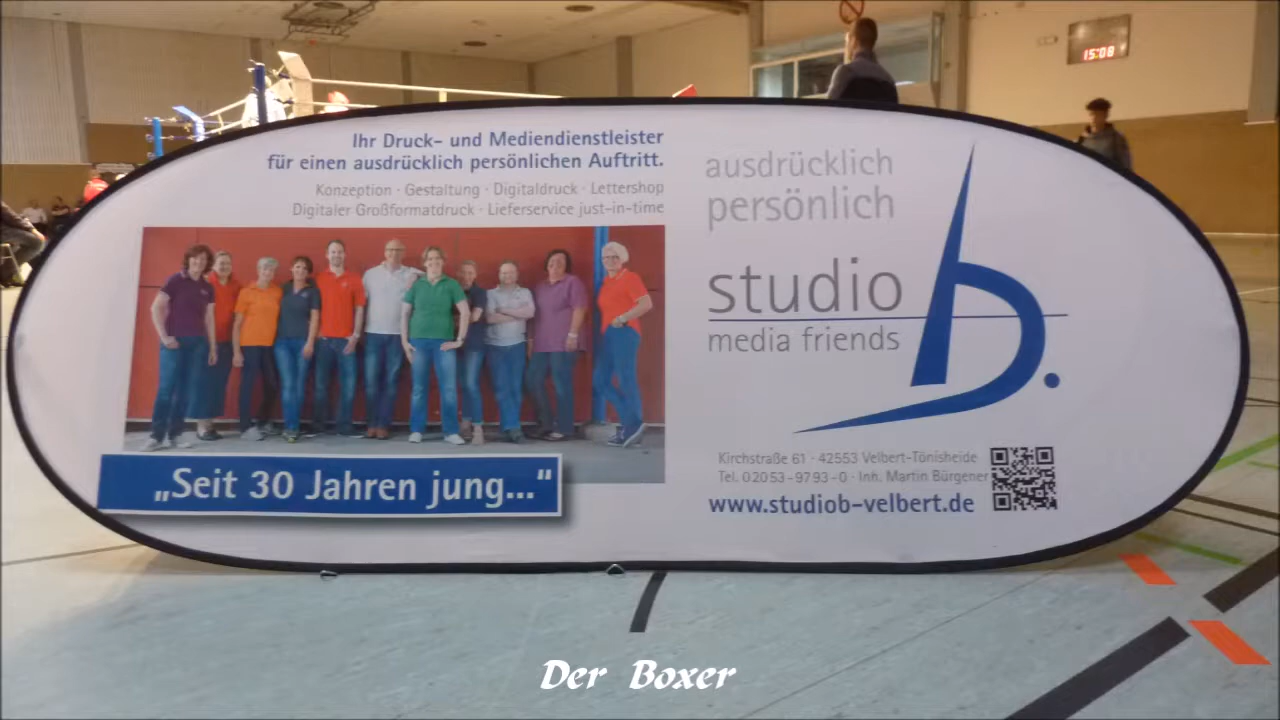 15:08
Ihr Druck- und Mediendienstleister
für einen ausdrücklich persönlichen Auftritt.
Konzeption · Gestaltung · Digitaldruck · Lettershop
Digitaler Großformatdruck · Lieferservice just-in-time
„Seit 30 Jahren jung...“
ausdrücklich
persönlich
studio b.
media friends
Kirchstraße 61 · 42553 Velbert-Tönisheide
Tel. 02053-9793-0 · Inh. Martin Bürgener
www.studiob-velbert.de
Der Boxer